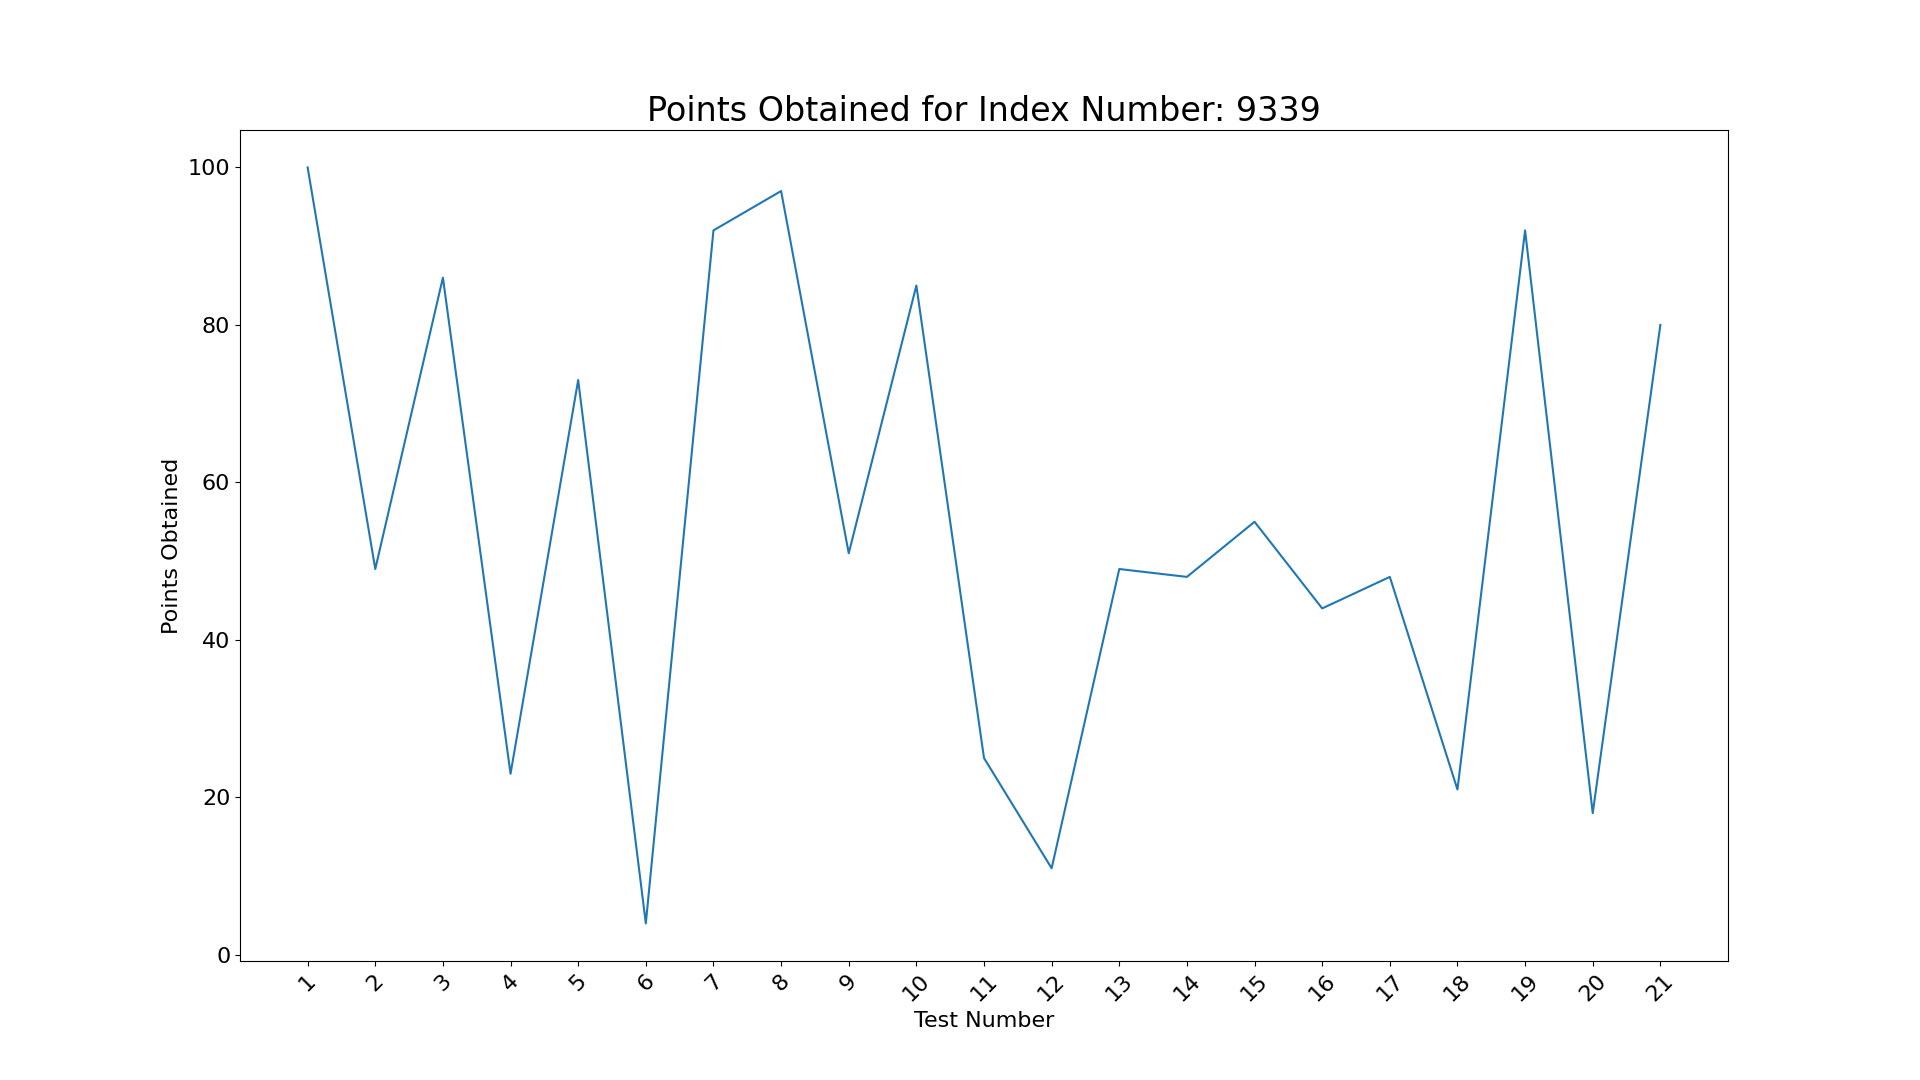 Points Obtained for Index Number: 9339
Points Obtained
100
80
60
40
20
0
1 2 3 4 5 6 7 8 9 10 11 12 13 14 15 16 17 18 19 20 21
Test Number